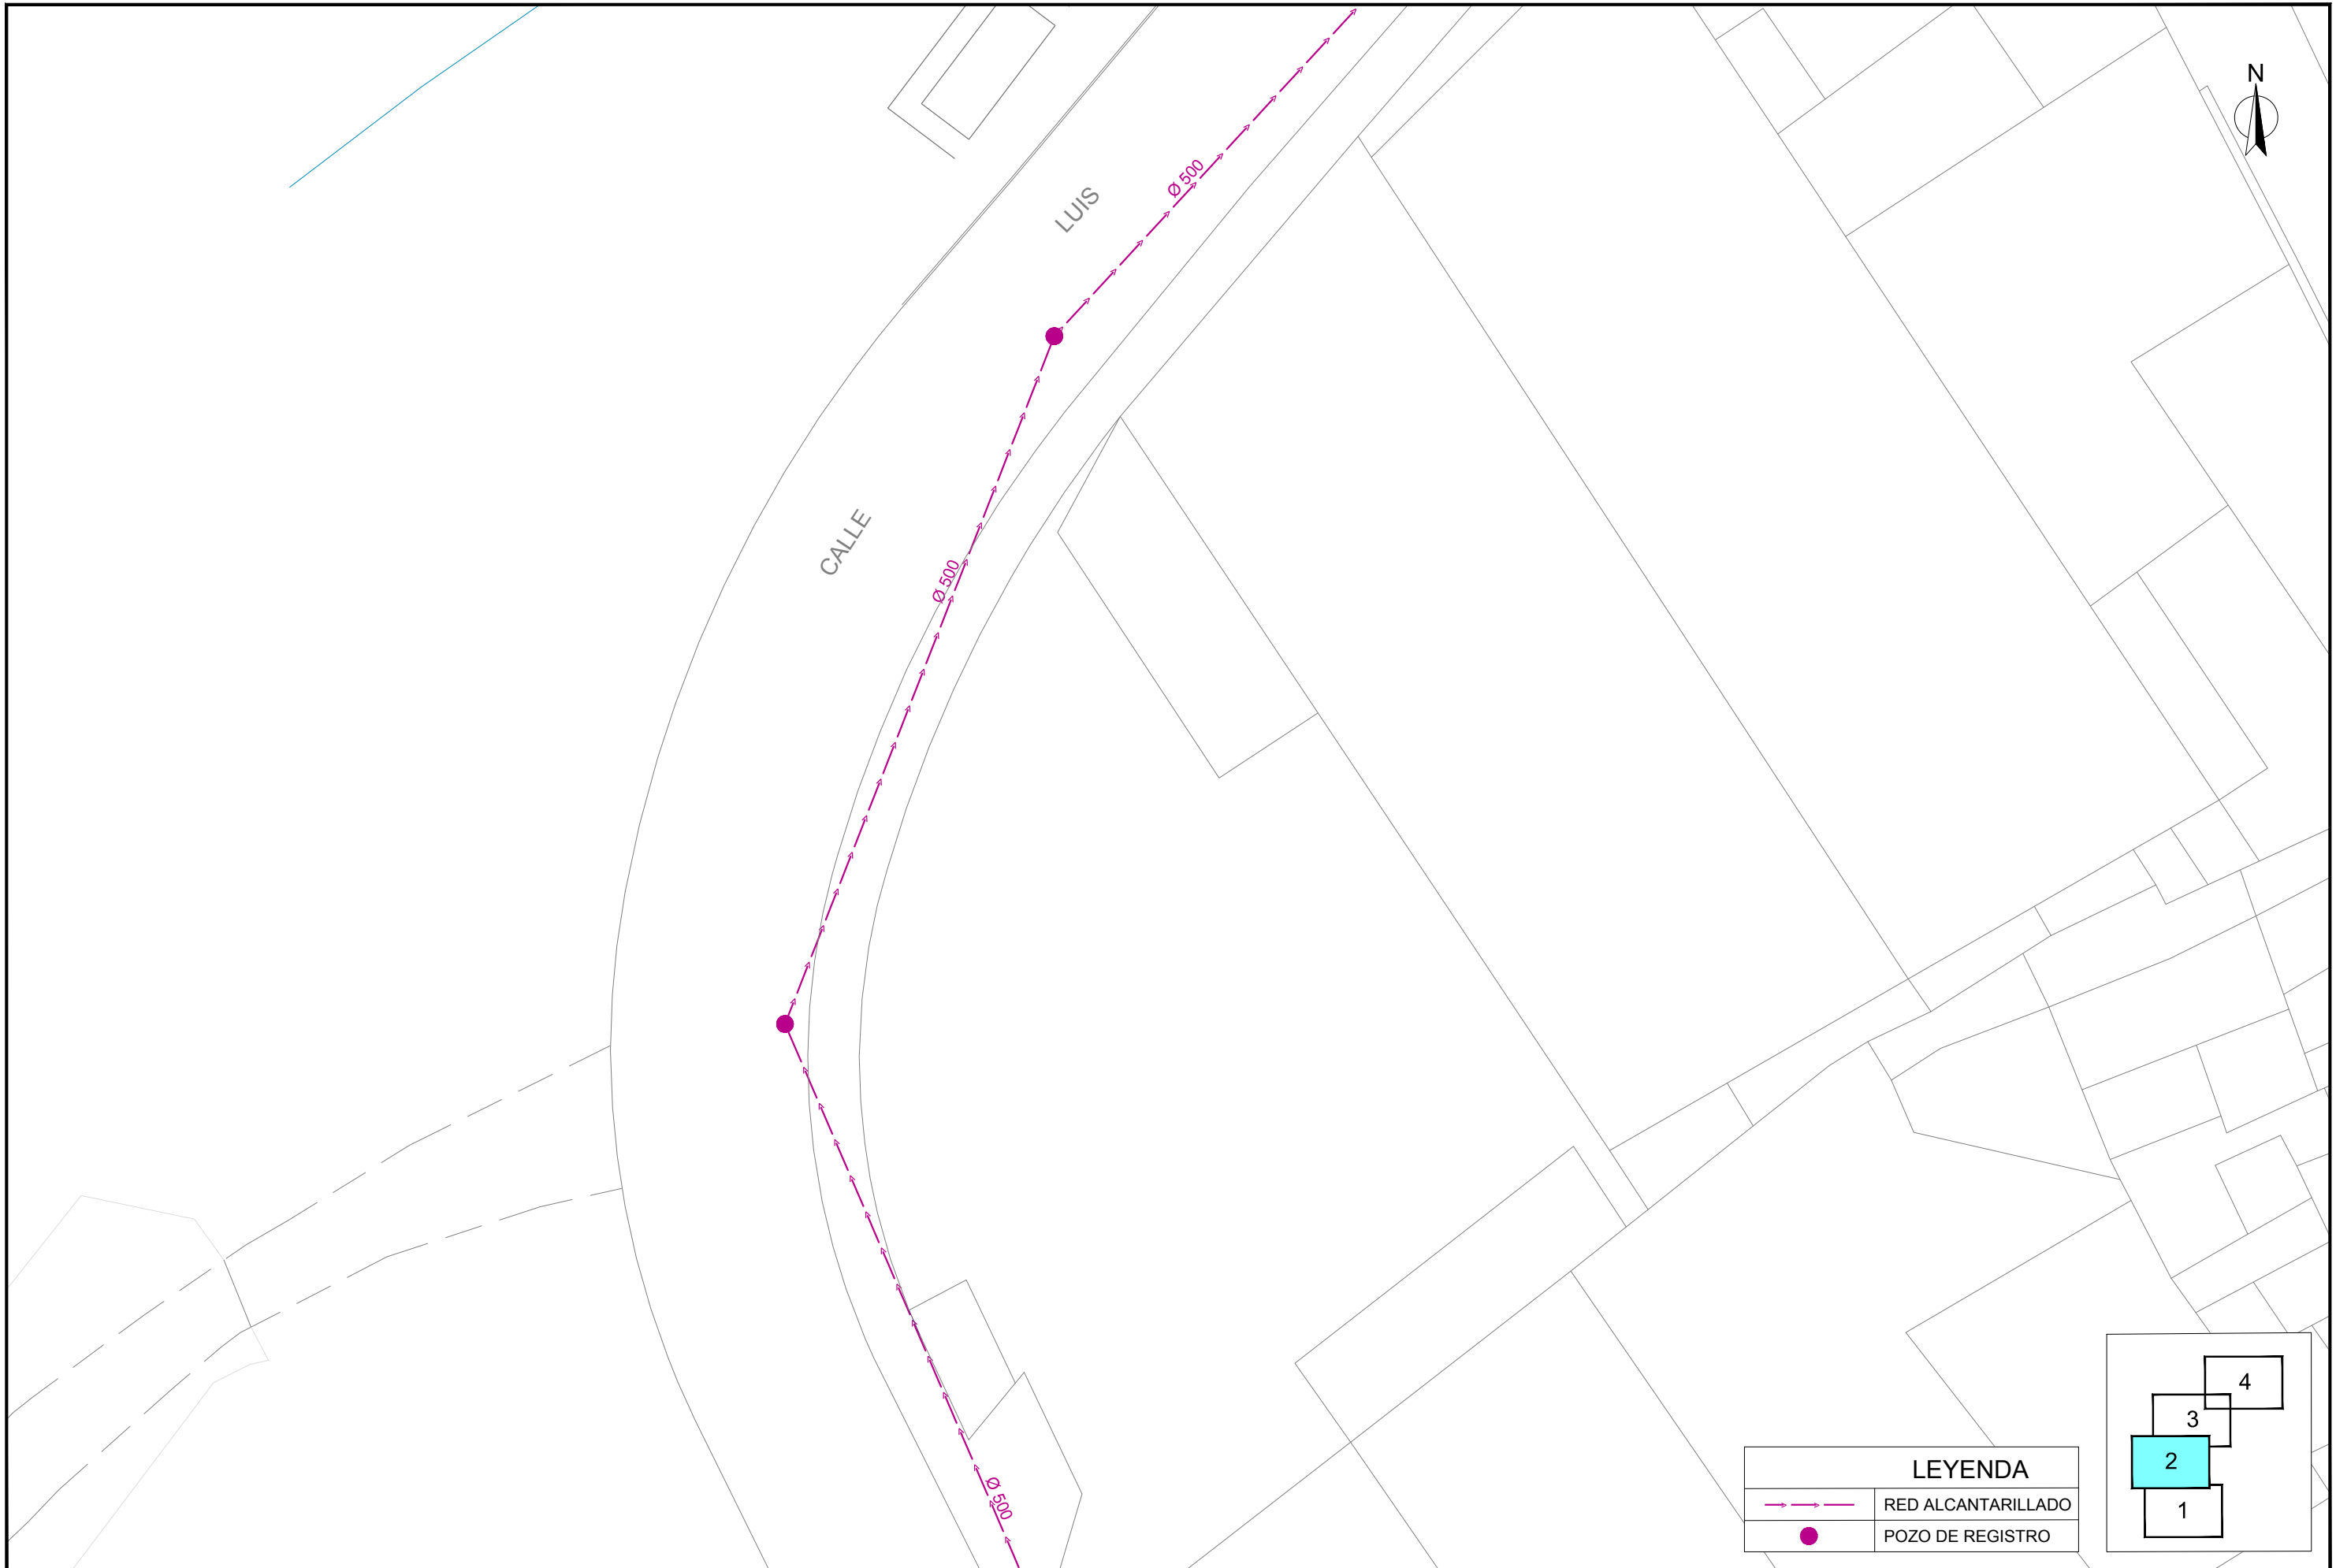 N
Ø 500
LUIS
CALLE
Ø 500
Ø 500
LEYENDA
RED ALCANTARILLADO
POZO DE REGISTRO
4
3
2
1